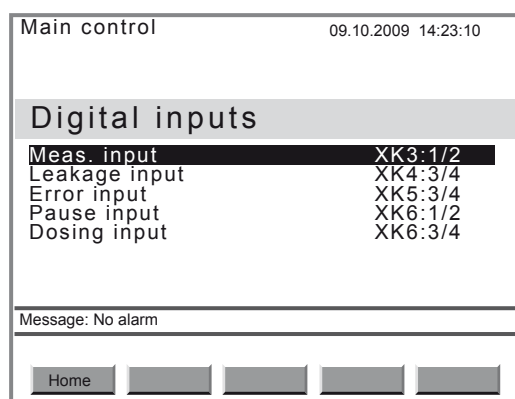 Main control 09.10.2009 14:23:10
Digital inputs
Meas. input XK3:1/2
Leakage input XK4:3/4
Error input XK5:3/4
Pause input XK6:1/2
Dosing input XK6:3/4
Message: No alarm
Home